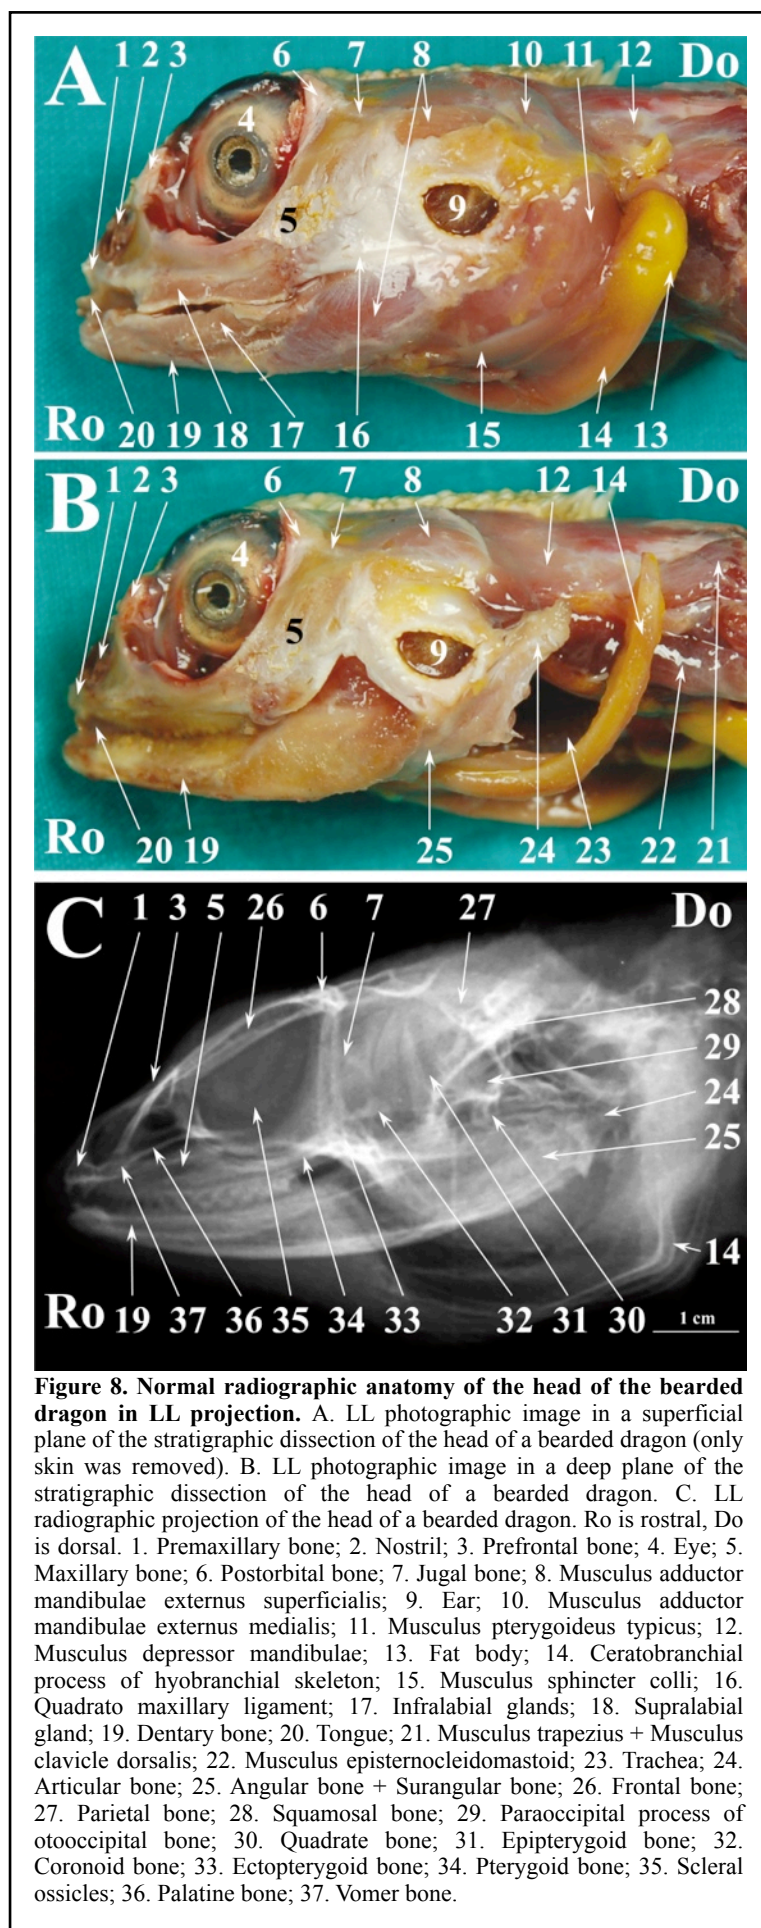 A 1 2 3 6 7 8 10 11 12 Do
4
5
9
Ro 20 19 18 17 16 15 14 13
B 1 2 3 6 7 8 12 14 Do
4
5
9
Ro 20 19 25 24 23 22 21
C 1 3 5 26 6 7 27 Do
28
29
24
25
14
Ro 19 37 36 35 34 33 32 31 30 1 cm
Figure 8. Normal radiographic anatomy of the head of the bearded
dragon in LL projection. A. LL photographic image in a superficial
plane of the stratigraphic dissection of the head of a bearded dragon (only
skin was removed). B. LL photographic image in a deep plane of the
stratigraphic dissection of the head of a bearded dragon. C. LL
radiographic projection of the head of a bearded dragon. Ro is rostral, Do
is dorsal. 1. Premaxillary bone; 2. Nostril; 3. Prefrontal bone; 4. Eye; 5.
Maxillary bone; 6. Postorbital bone; 7. Jugal bone; 8. Musculus adductor
mandibulae externus superficialis; 9. Ear; 10. Musculus adductor
mandibulae externus medialis; 11. Musculus pterygoideus typicus; 12.
Musculus depressor mandibulae; 13. Fat body; 14. Ceratobranchial
process of hyobranchial skeleton; 15. Musculus sphincter colli; 16.
Quadrato maxillary ligament; 17. Infralabial glands; 18. Supralabial
gland; 19. Dentary bone; 20. Tongue; 21. Musculus trapezius + Musculus
clavicle dorsalis; 22. Musculus episternocleidomastoid; 23. Trachea; 24.
Articular bone; 25. Angular bone + Surangular bone; 26. Frontal bone;
27. Parietal bone; 28. Squamosal bone; 29. Paraoccipital process of
otooccipital bone; 30. Quadrate bone; 31. Epipterygoid bone; 32.
Coronoid bone; 33. Ectopterygoid bone; 34. Pterygoid bone; 35. Scleral
ossicles; 36. Palatine bone; 37. Vomer bone.